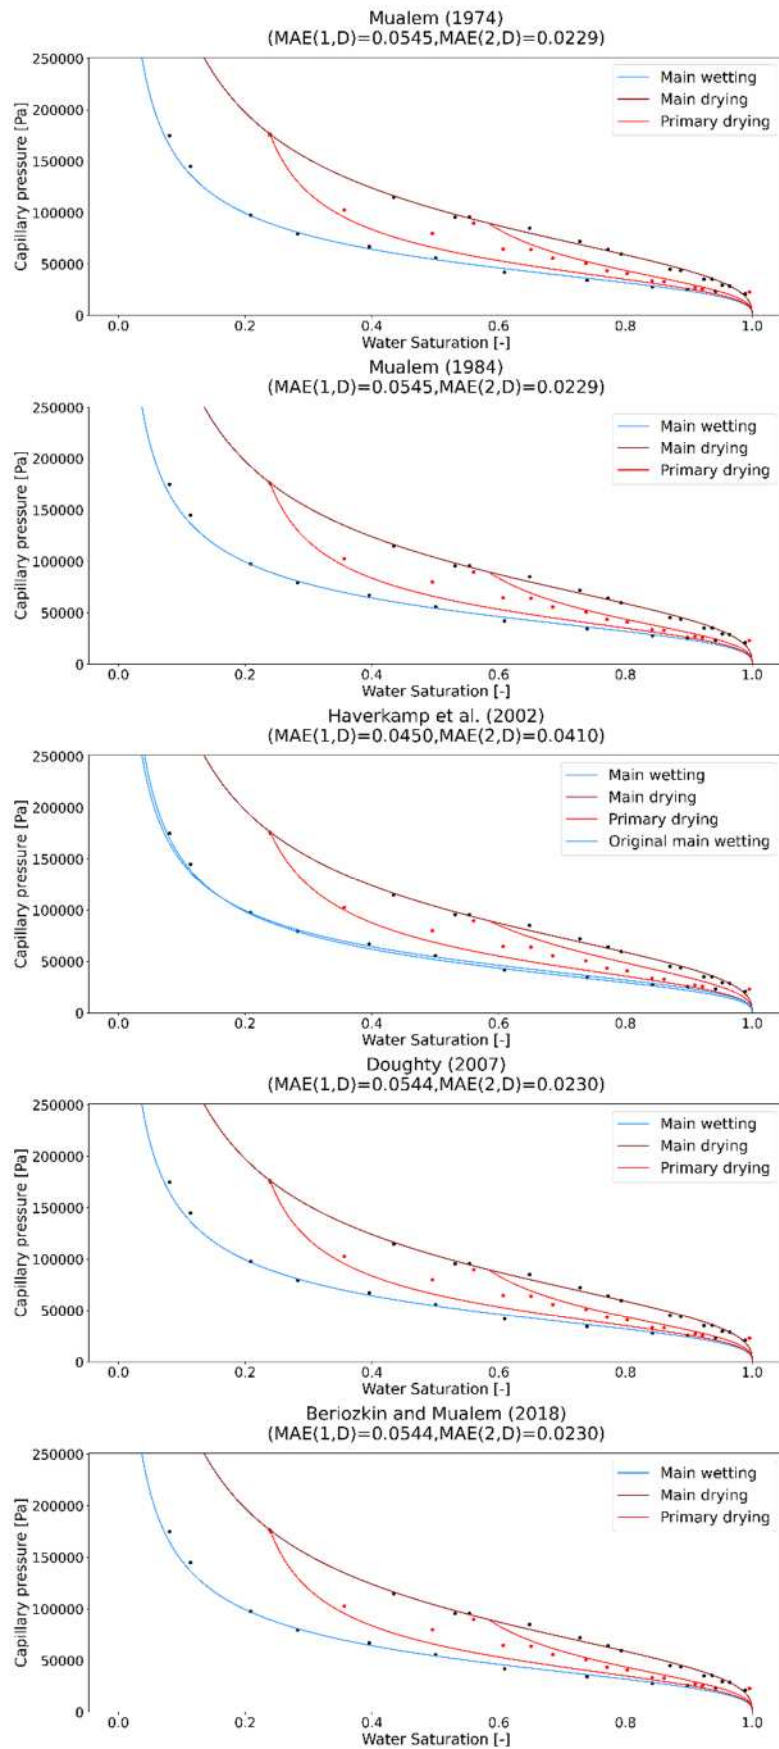 Mualem (1974)
(MAE(1,D)=0.0545,MAE(2,D)=0.0229)
250000
200000
150000
100000
50000
0
Capillary pressure [Pa]
Main wetting
Main drying
Primary drying
0.0 0.2 0.4 0.6 0.8 1.0
Water Saturation [-]
Mualem (1984)
(MAE(1,D)=0.0545,MAE(2,D)=0.0229)
250000
200000
150000
100000
50000
0
Capillary pressure [Pa]
Main wetting
Main drying
Primary drying
0.0 0.2 0.4 0.6 0.8 1.0
Water Saturation [-]
Haverkamp et al. (2002)
(MAE(1,D)=0.0450,MAE(2,D)=0.0410)
250000
200000
150000
100000
50000
0
Capillary pressure [Pa]
Main wetting
Main drying
Primary drying
Original main wetting
0.0 0.2 0.4 0.6 0.8 1.0
Water Saturation [-]
Doughty (2007)
(MAE(1,D)=0.0544,MAE(2,D)=0.0230)
250000
200000
150000
100000
50000
0
Capillary pressure [Pa]
Main wetting
Main drying
Primary drying
0.0 0.2 0.4 0.6 0.8 1.0
Water Saturation [-]
Beriozkin and Mualem (2018)
(MAE(1,D)=0.0544,MAE(2,D)=0.0230)
250000
200000
150000
100000
50000
0
Capillary pressure [Pa]
Main wetting
Main drying
Primary drying
0.0 0.2 0.4 0.6 0.8 1.0
Water Saturation [-]